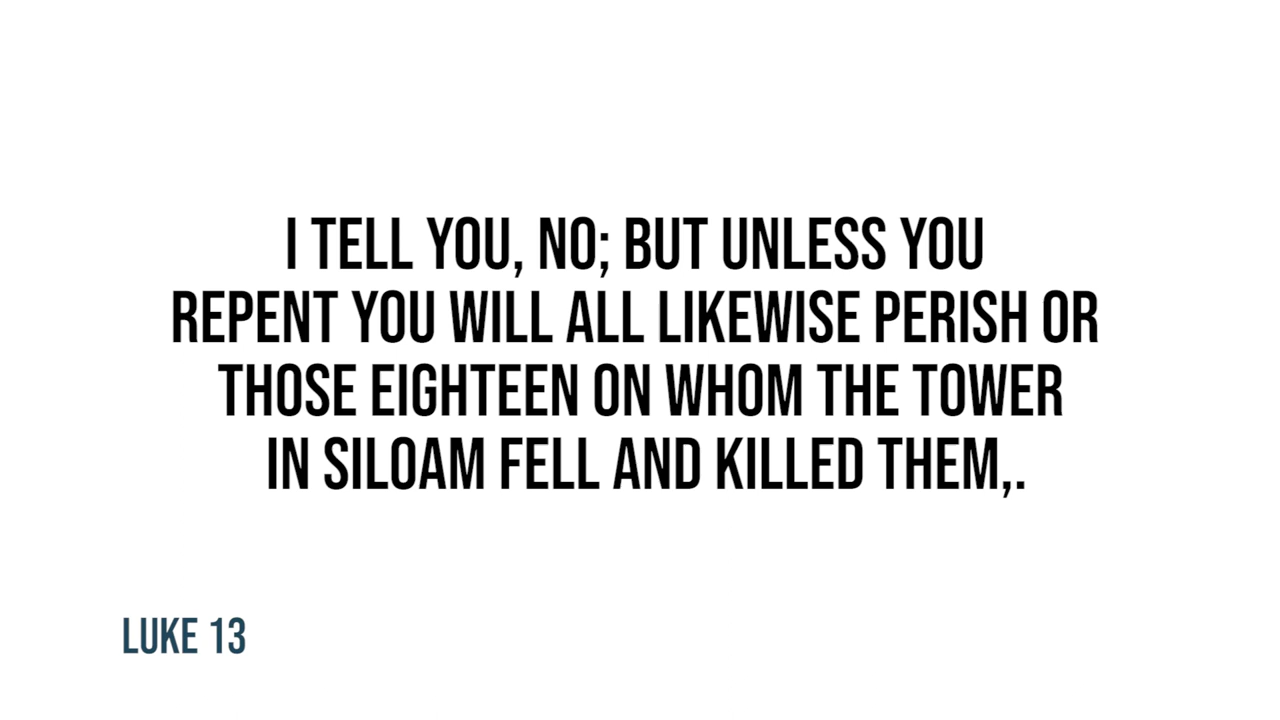 I TELL YOU, NO; BUT UNLESS YOU
REPENT YOU WILL ALL LIKEWISE PERISH OR
THOSE EIGHTEEN ON WHOM THE TOWER
IN SILOAM FELL AND KILLED THEM,.
LUKE 13